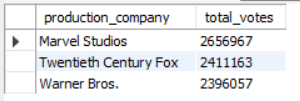 production_company total_votes
Marvel Studios 2656967
Twentieth Century Fox 2411163
Warner Bros. 2396057